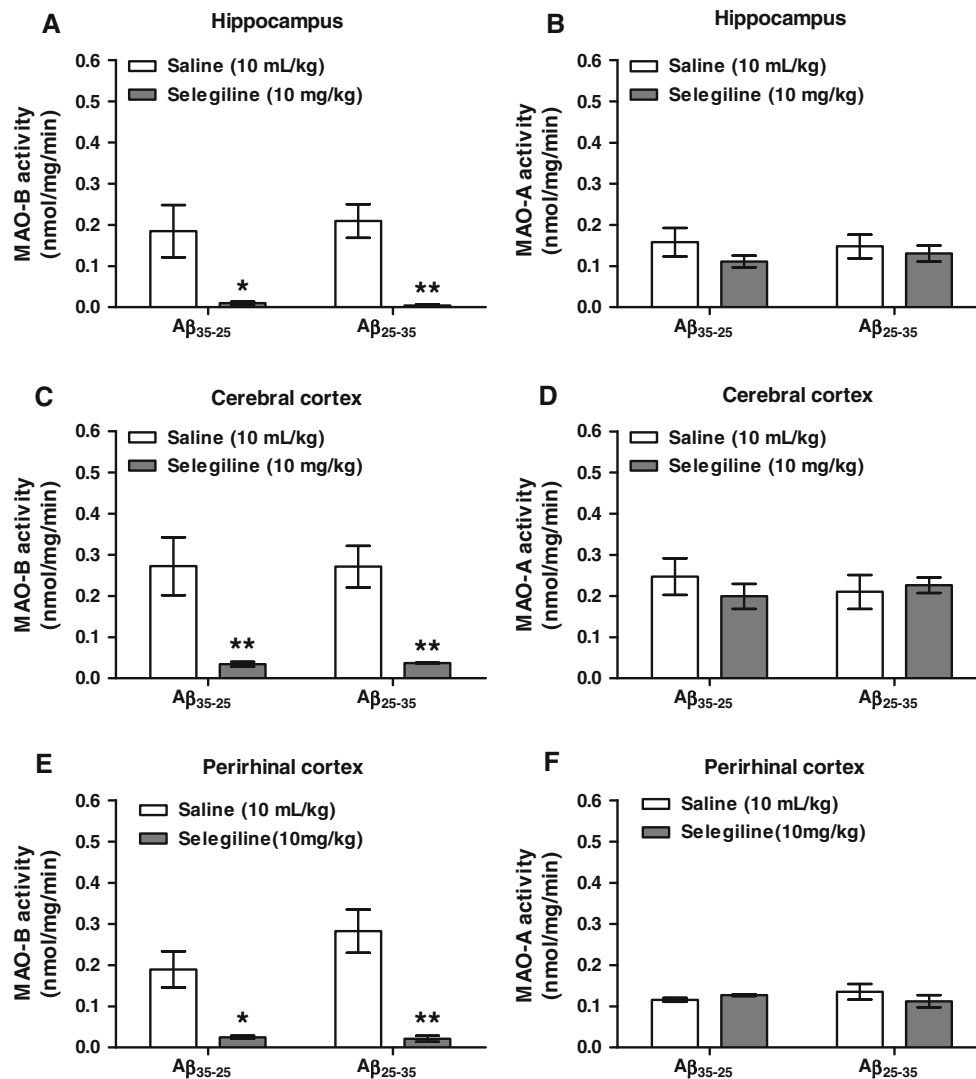 A
Hippocampus
Saline (10 mL/kg)
Selegiline (10 mg/kg)
MAO-B activity
(nmol/mg/min)
0.6
0.5
0.4
0.3
0.2
0.1
0.0
*
**
Aβ35-25
Aβ25-35
B
Hippocampus
Saline (10 mL/kg)
Selegiline (10 mg/kg)
MAO-A activity
(nmol/mg/min)
0.6
0.5
0.4
0.3
0.2
0.1
0.0
Aβ35-25
Aβ25-35
C
Cerebral cortex
Saline (10 mL/kg)
Selegiline (10 mg/kg)
MAO-B activity
(nmol/mg/min)
0.6
0.5
0.4
0.3
0.2
0.1
0.0
**
**
Aβ35-25
Aβ25-35
D
Cerebral cortex
Saline (10 mL/kg)
Selegiline (10 mg/kg)
MAO-A activity
(nmol/mg/min)
0.6
0.5
0.4
0.3
0.2
0.1
0.0
Aβ35-25
Aβ25-35
E
Perirhinal cortex
Saline (10 mL/kg)
Selegiline(10mg/kg)
MAO-B activity
(nmol/mg/min)
0.6
0.5
0.4
0.3
0.2
0.1
0.0
*
**
Aβ35-25
Aβ25-35
F
Perirhinal cortex
Saline (10 mL/kg)
Selegiline(10mg/kg)
MAO-A activity
(nmol/mg/min)
0.6
0.5
0.4
0.3
0.2
0.1
0.0
Aβ35-25
Aβ25-35